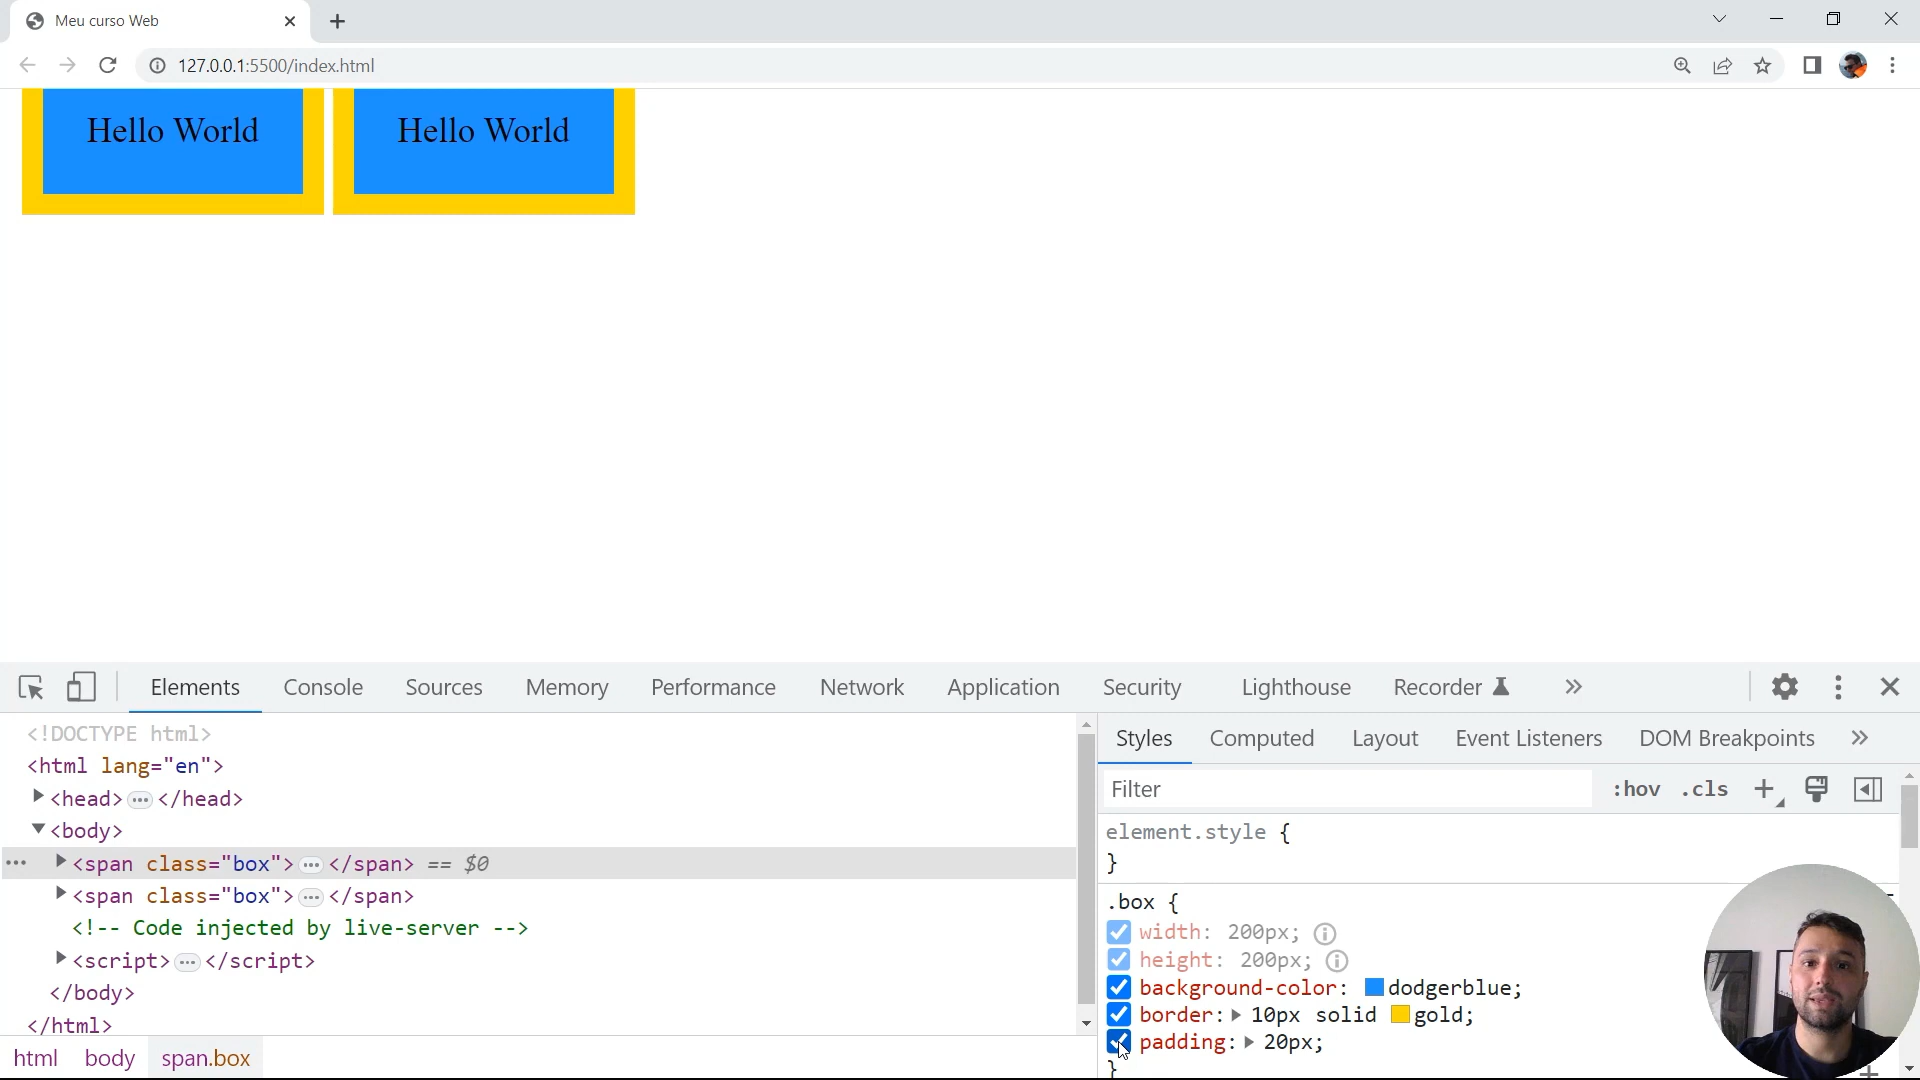 Meu curso Web
127.0.0.1:5500/index.html
Hello World Hello World
Elements Console Sources Memory Performance Network Application Security Lighthouse Recorder
<!DOCTYPE html>
<html lang="en">
<head> ⋯ </head>
<body>
<span class="box"> ⋯ </span> == $0
<span class="box"> ⋯ </span>
<!-- Code injected by live-server -->
<script> ⋯ </script>
</body>
</html>
html body span.box
Styles Computed Layout Event Listeners DOM Breakpoints
Filter :hov .cls
element.style {
}
.box {
width: 200px;
height: 200px;
background-color: dodgerblue;
border: 10px solid gold;
padding: 20px;
}